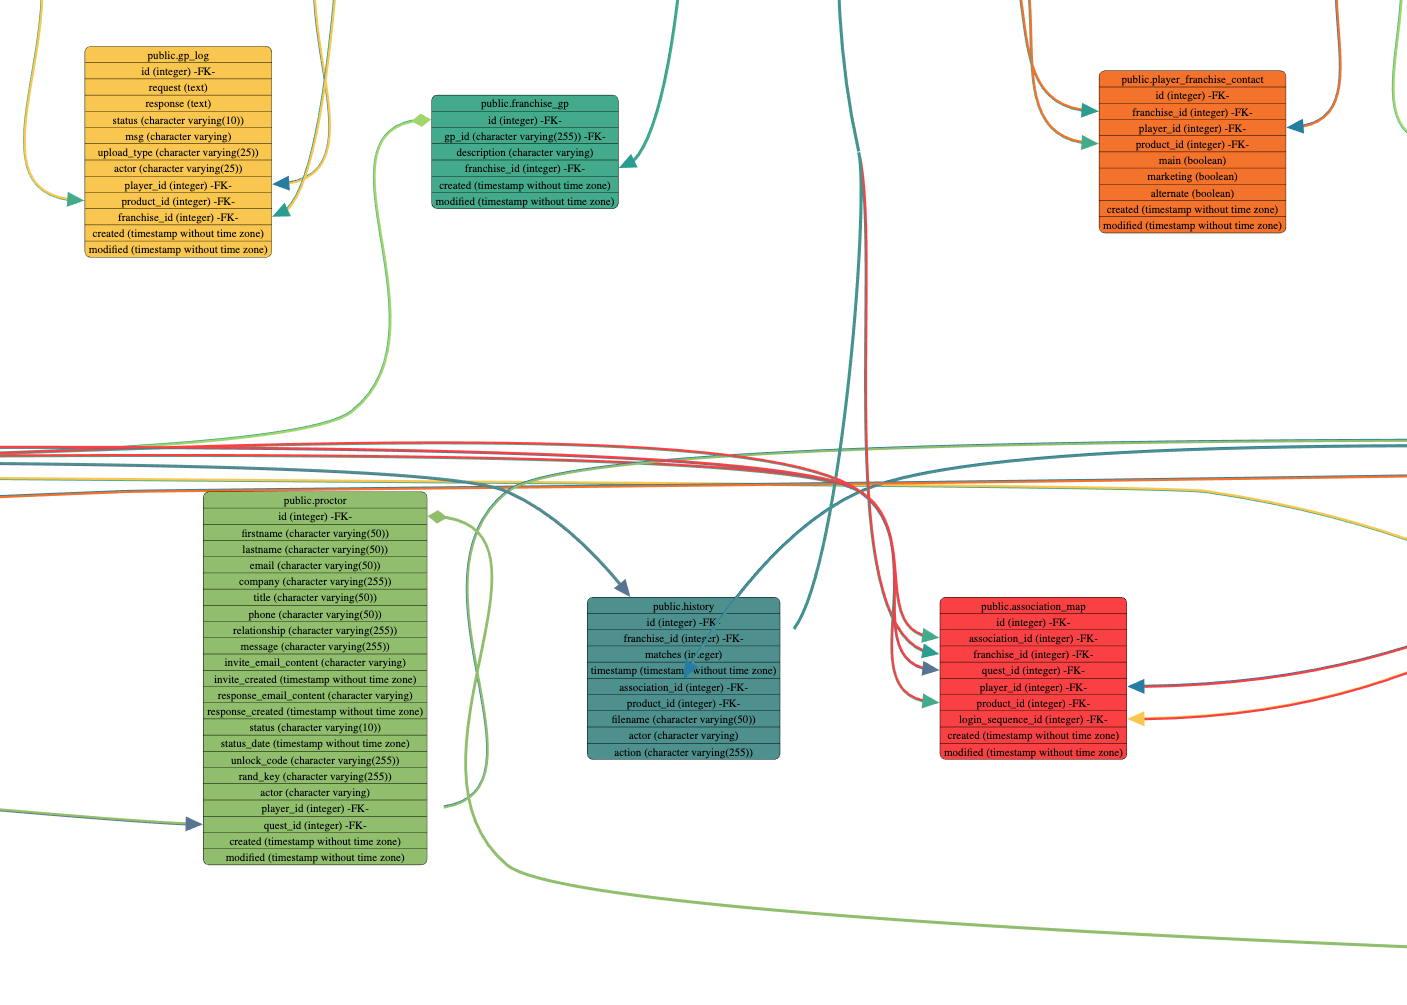 public.gp_log
id (integer) -FK-
request (text)
response (text)
status (character varying(10))
msg (character varying)
upload_type (character varying(25))
actor (character varying(25))
player_id (integer) -FK-
product_id (integer) -FK-
franchise_id (integer) -FK-
created (timestamp without time zone)
modified (timestamp without time zone)
public.franchise_gp
id (integer) -FK-
gp_id (character varying(255)) -FK-
description (character varying)
franchise_id (integer) -FK-
created (timestamp without time zone)
modified (timestamp without time zone)
public.player_franchise_contact
id (integer) -FK-
franchise_id (integer) -FK-
player_id (integer) -FK-
product_id (integer) -FK-
main (boolean)
marketing (boolean)
alternate (boolean)
created (timestamp without time zone)
modified (timestamp without time zone)
public.proctor
id (integer) -FK-
firstname (character varying(50))
lastname (character varying(50))
email (character varying(50))
company (character varying(255))
title (character varying(50))
phone (character varying(50))
relationship (character varying(255))
message (character varying(255))
invite_email_content (character varying)
invite_created (timestamp without time zone)
response_email_content (character varying)
response_created (timestamp without time zone)
status (character varying(10))
status_date (timestamp without time zone)
unlock_code (character varying(255))
rand_key (character varying(255))
actor (character varying)
player_id (integer) -FK-
quest_id (integer) -FK-
created (timestamp without time zone)
modified (timestamp without time zone)
public.history
id (integer) -FK-
franchise_id (integer) -FK-
matches (integer)
timestamp (timestamp without time zone)
association_id (integer) -FK-
product_id (integer) -FK-
filename (character varying(50))
actor (character varying)
action (character varying(255))
public.association_map
id (integer) -FK-
association_id (integer) -FK-
franchise_id (integer) -FK-
quest_id (integer) -FK-
player_id (integer) -FK-
product_id (integer) -FK-
login_sequence_id (integer) -FK-
created (timestamp without time zone)
modified (timestamp without time zone)